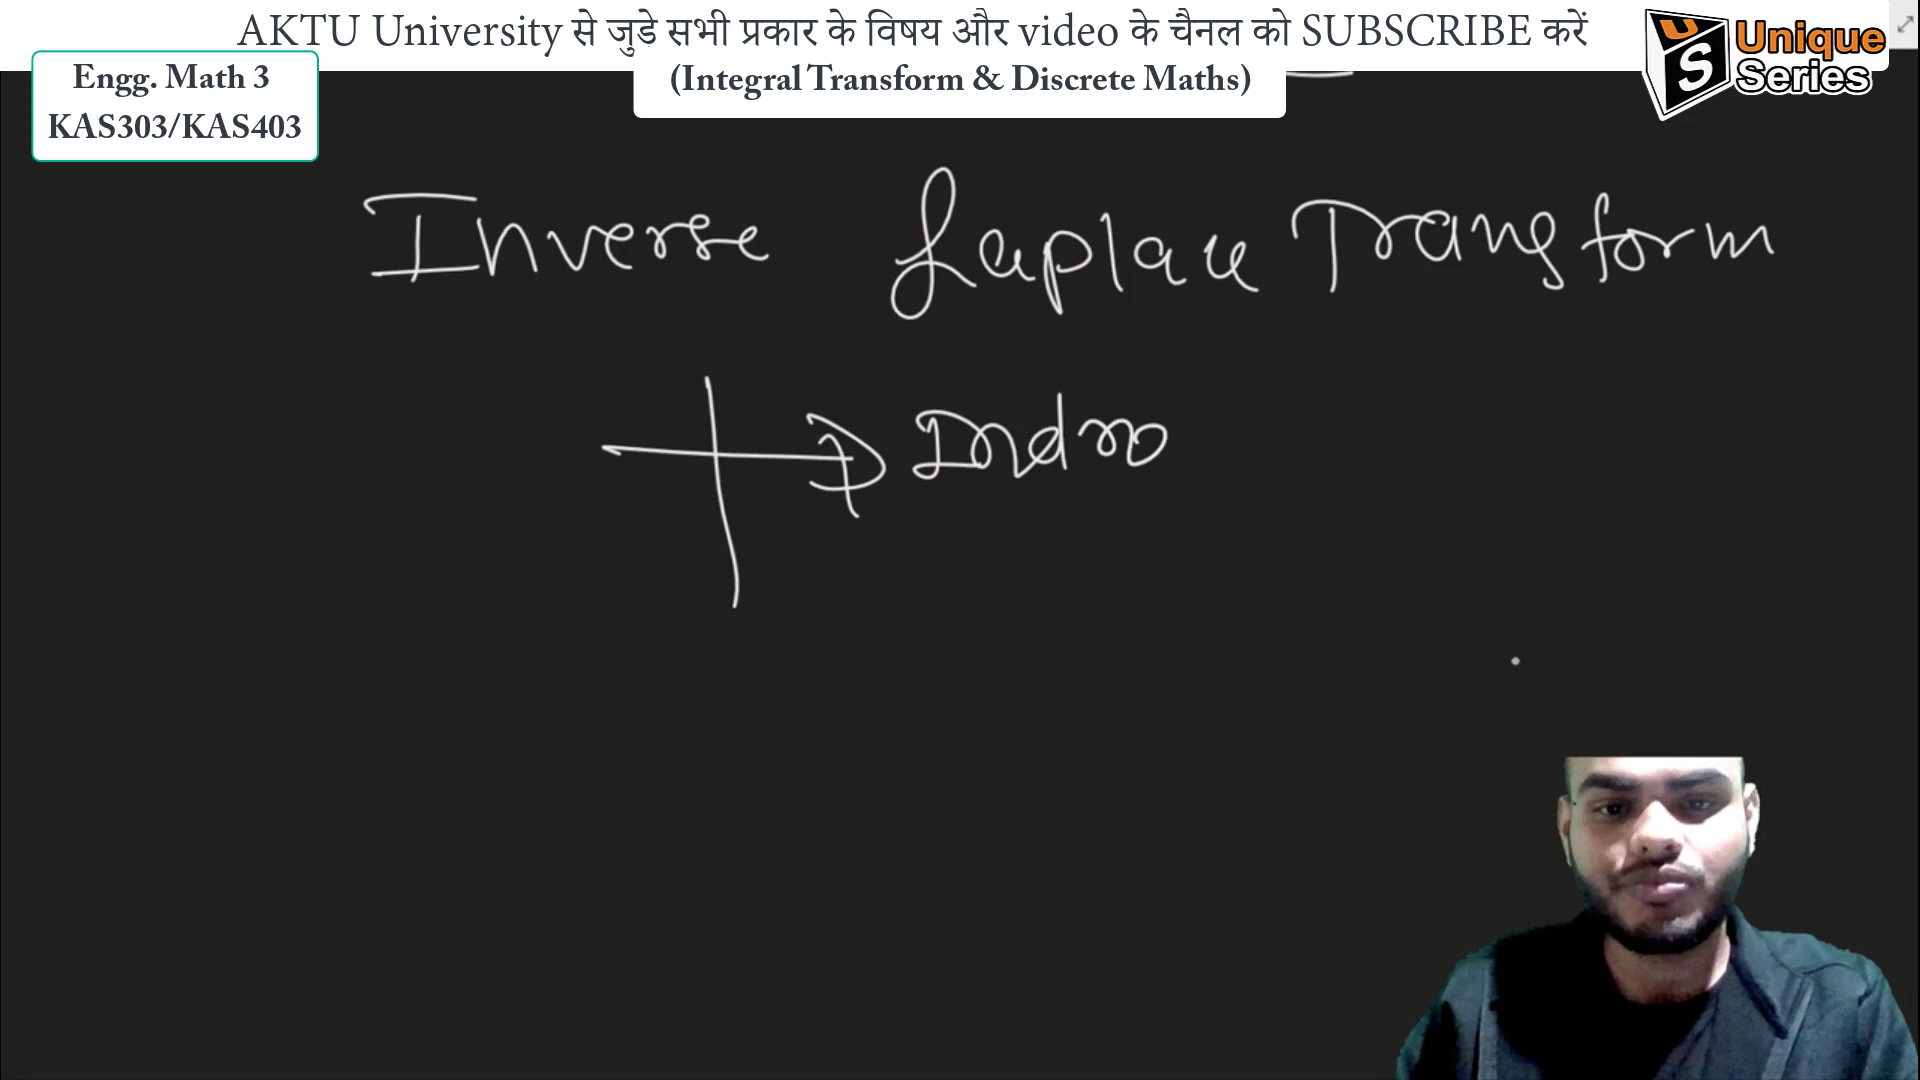 AKTU University से जुडे सभी प्रकार के विषय और video के चैनल को SUBSCRIBE करें
US Unique Series
Engg. Math 3
KAS303/KAS403
(Integral Transform & Discrete Maths)
Inverse Laplace Transform